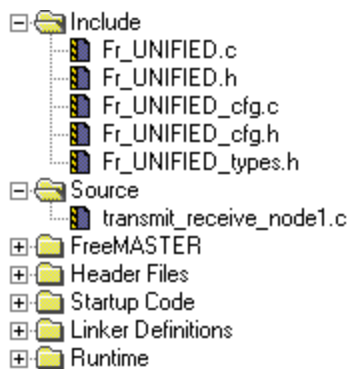 Include
Fr_UNIFIED.c
Fr_UNIFIED.h
Fr_UNIFIED_cfg.c
Fr_UNIFIED_cfg.h
Fr_UNIFIED_types.h
Source
transmit_receive_node1.c
FreeMASTER
Header Files
Startup Code
Linker Definitions
Runtime